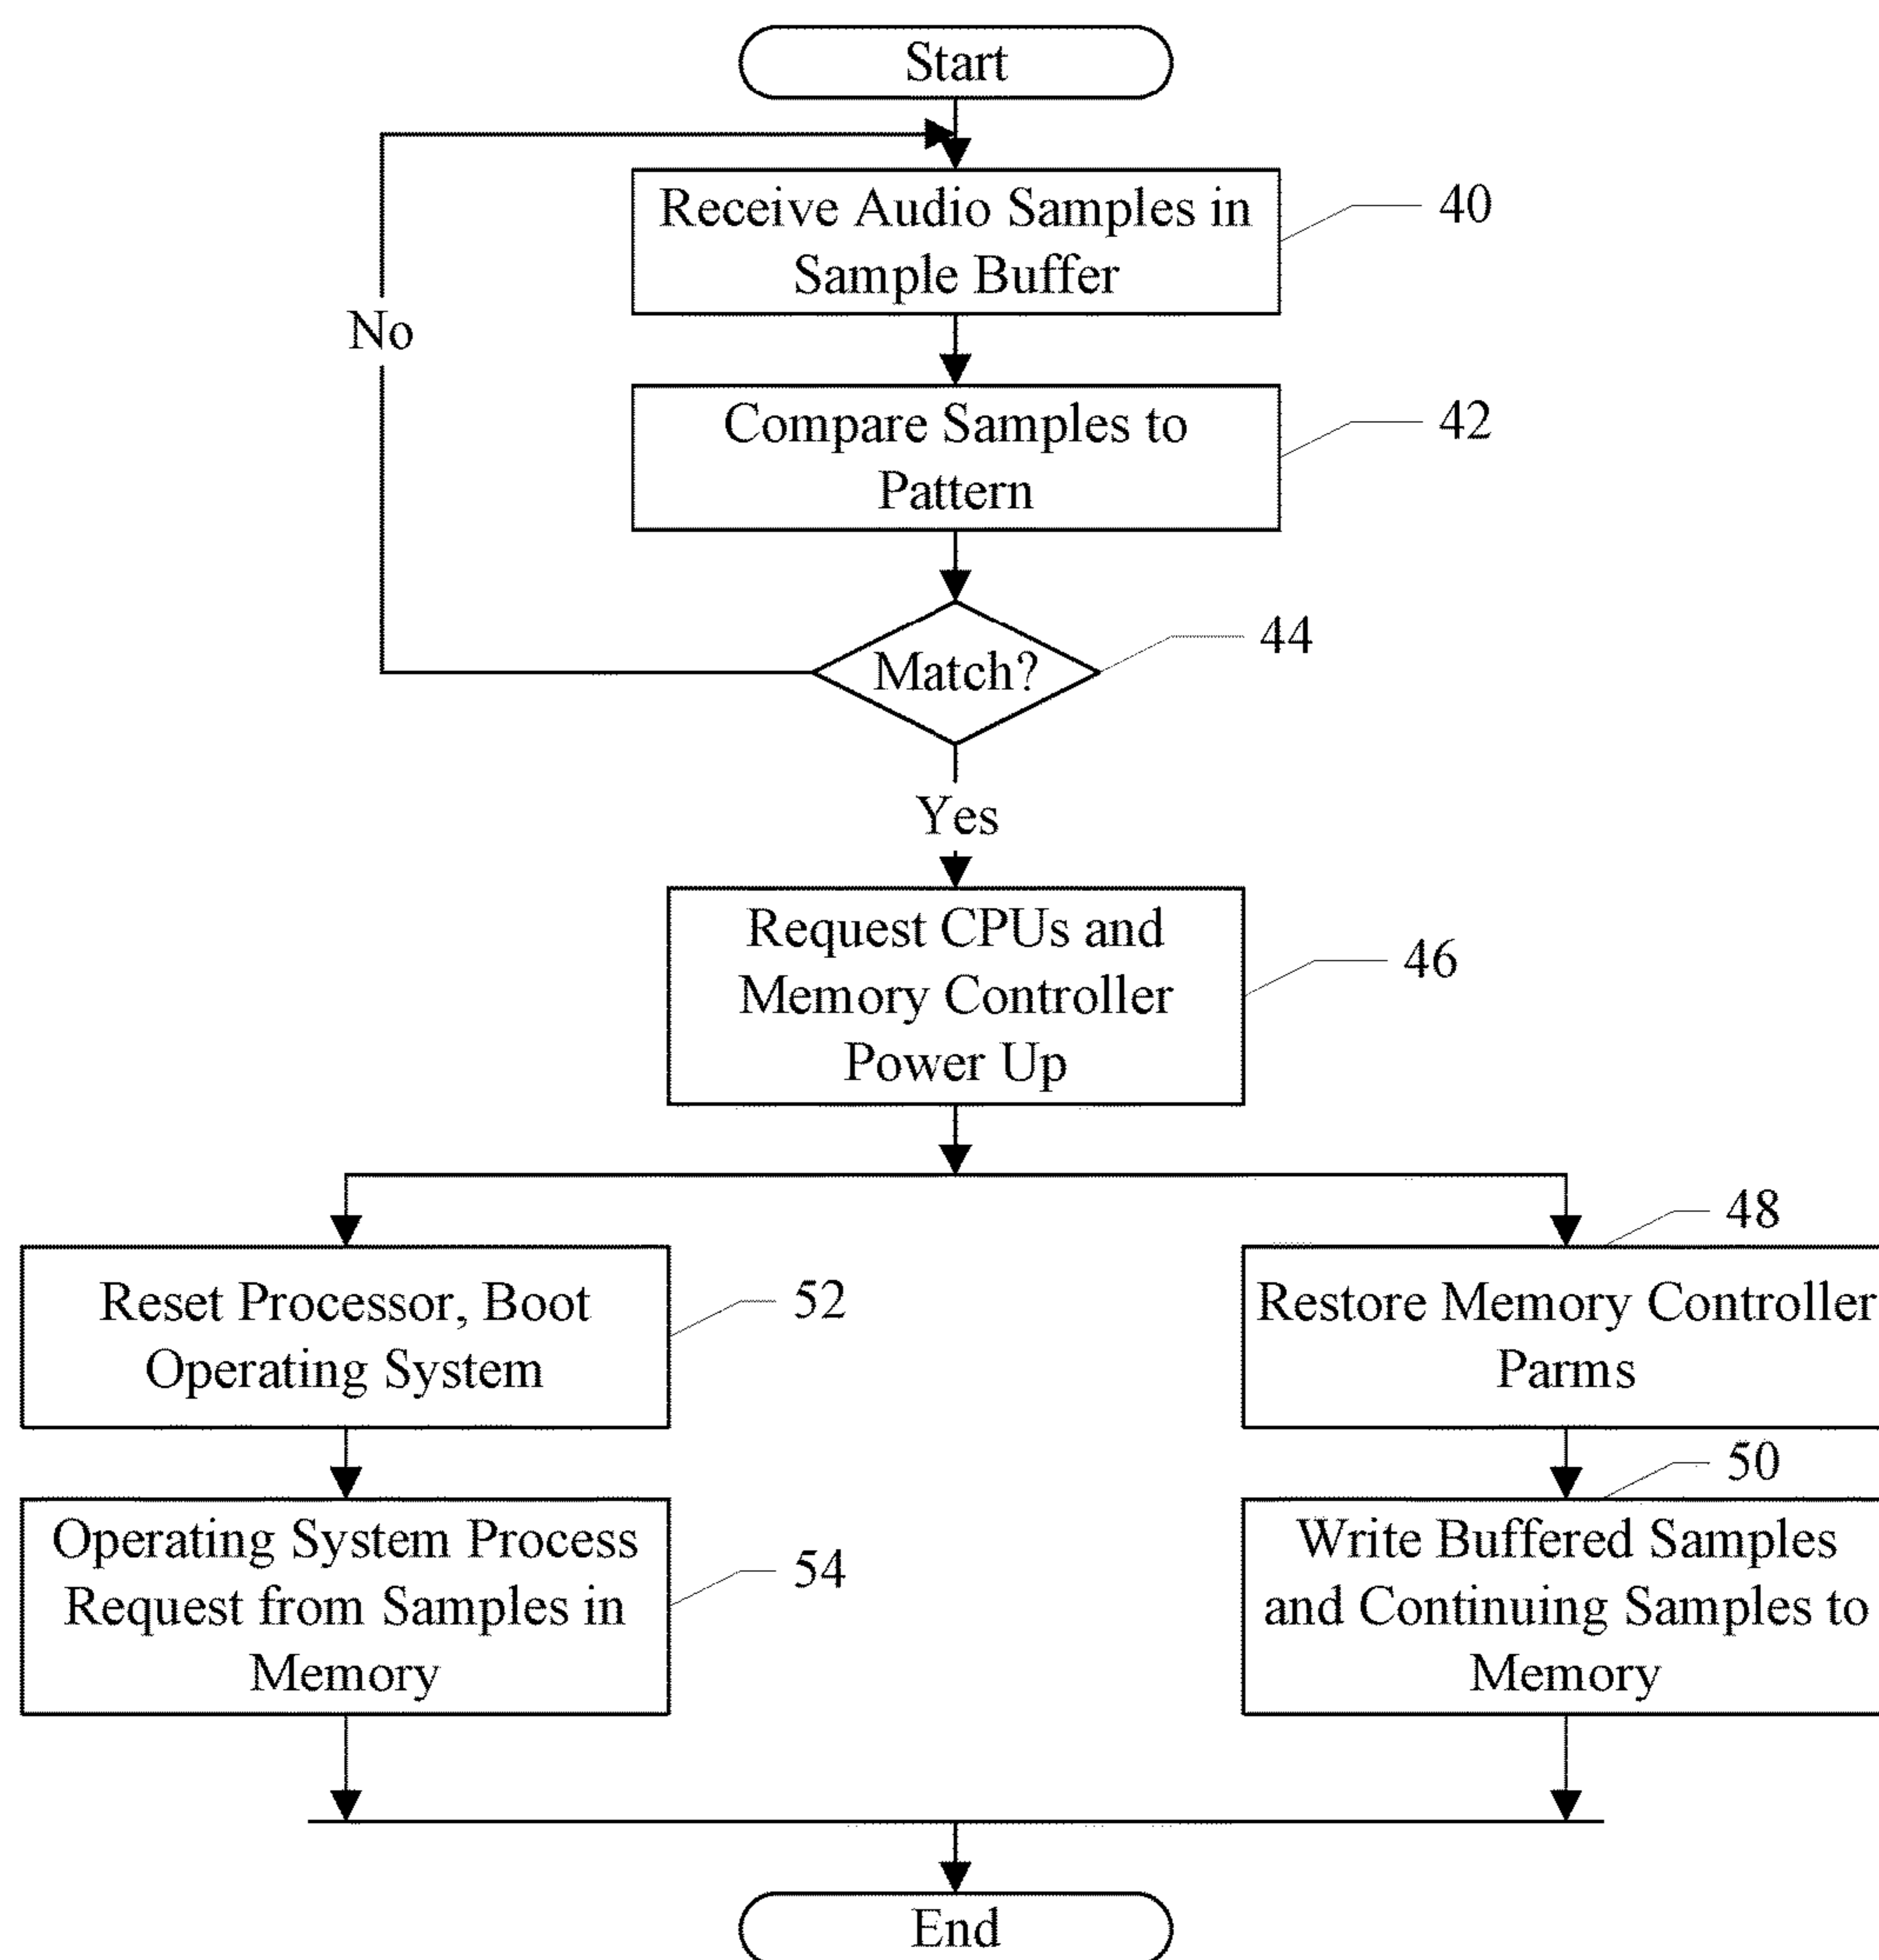 Start
Receive Audio Samples in
Sample Buffer
40
Compare Samples to
Pattern
42
No
Match?
44
Yes
Request CPUs and
Memory Controller
Power Up
46
Reset Processor, Boot
Operating System
52
48
Restore Memory Controller
Parms
Operating System Process
Request from Samples in
Memory
54
50
Write Buffered Samples
and Continuing Samples to
Memory
End